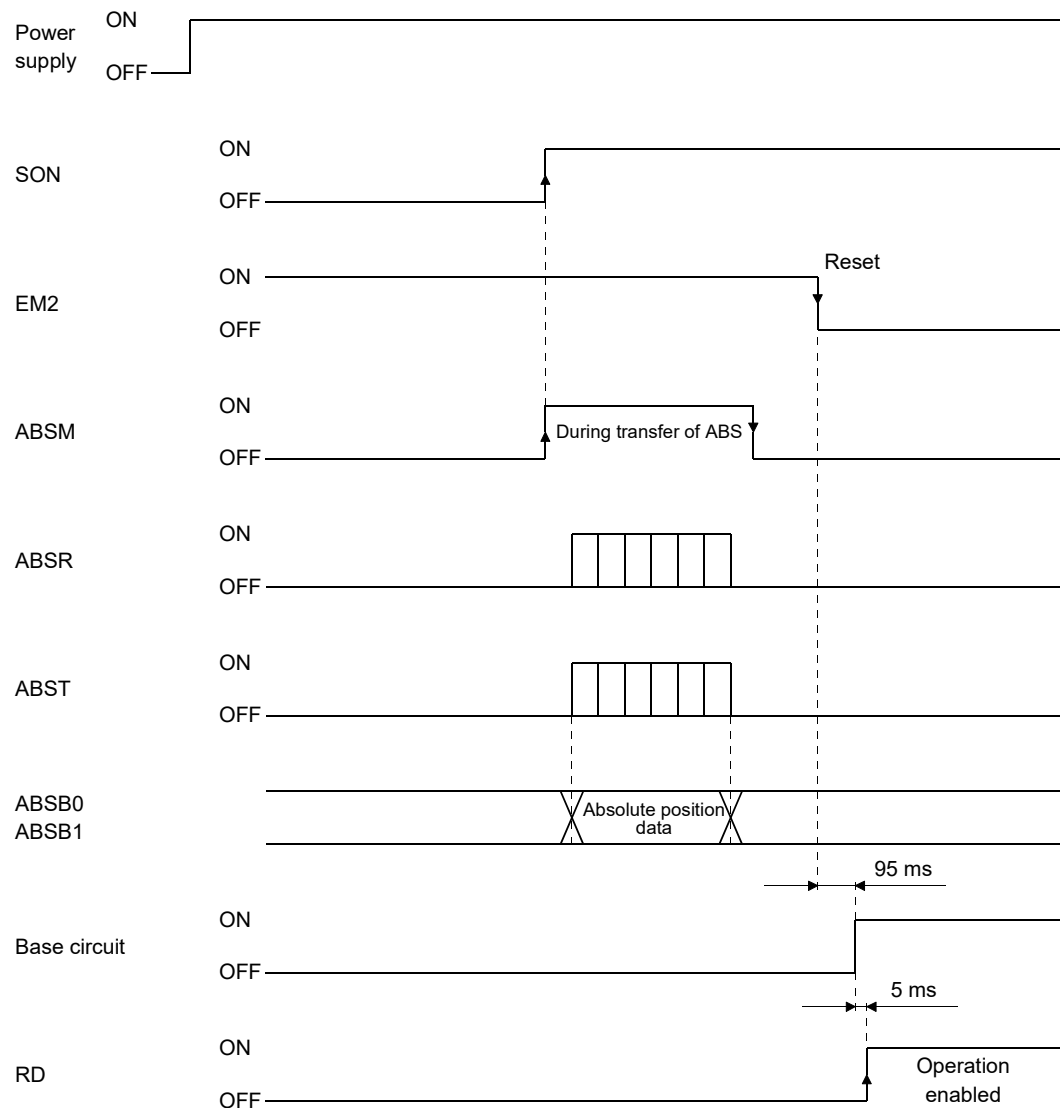 Power
supply
ON
OFF
SON
ON
OFF
EM2
ON
OFF
Reset
ABSM
ON
OFF
During transfer of ABS
ABSR
ON
OFF
ABST
ON
OFF
ABSB0
ABSB1
Absolute position
data
95 ms
Base circuit
ON
OFF
5 ms
RD
ON
OFF
Operation
enabled